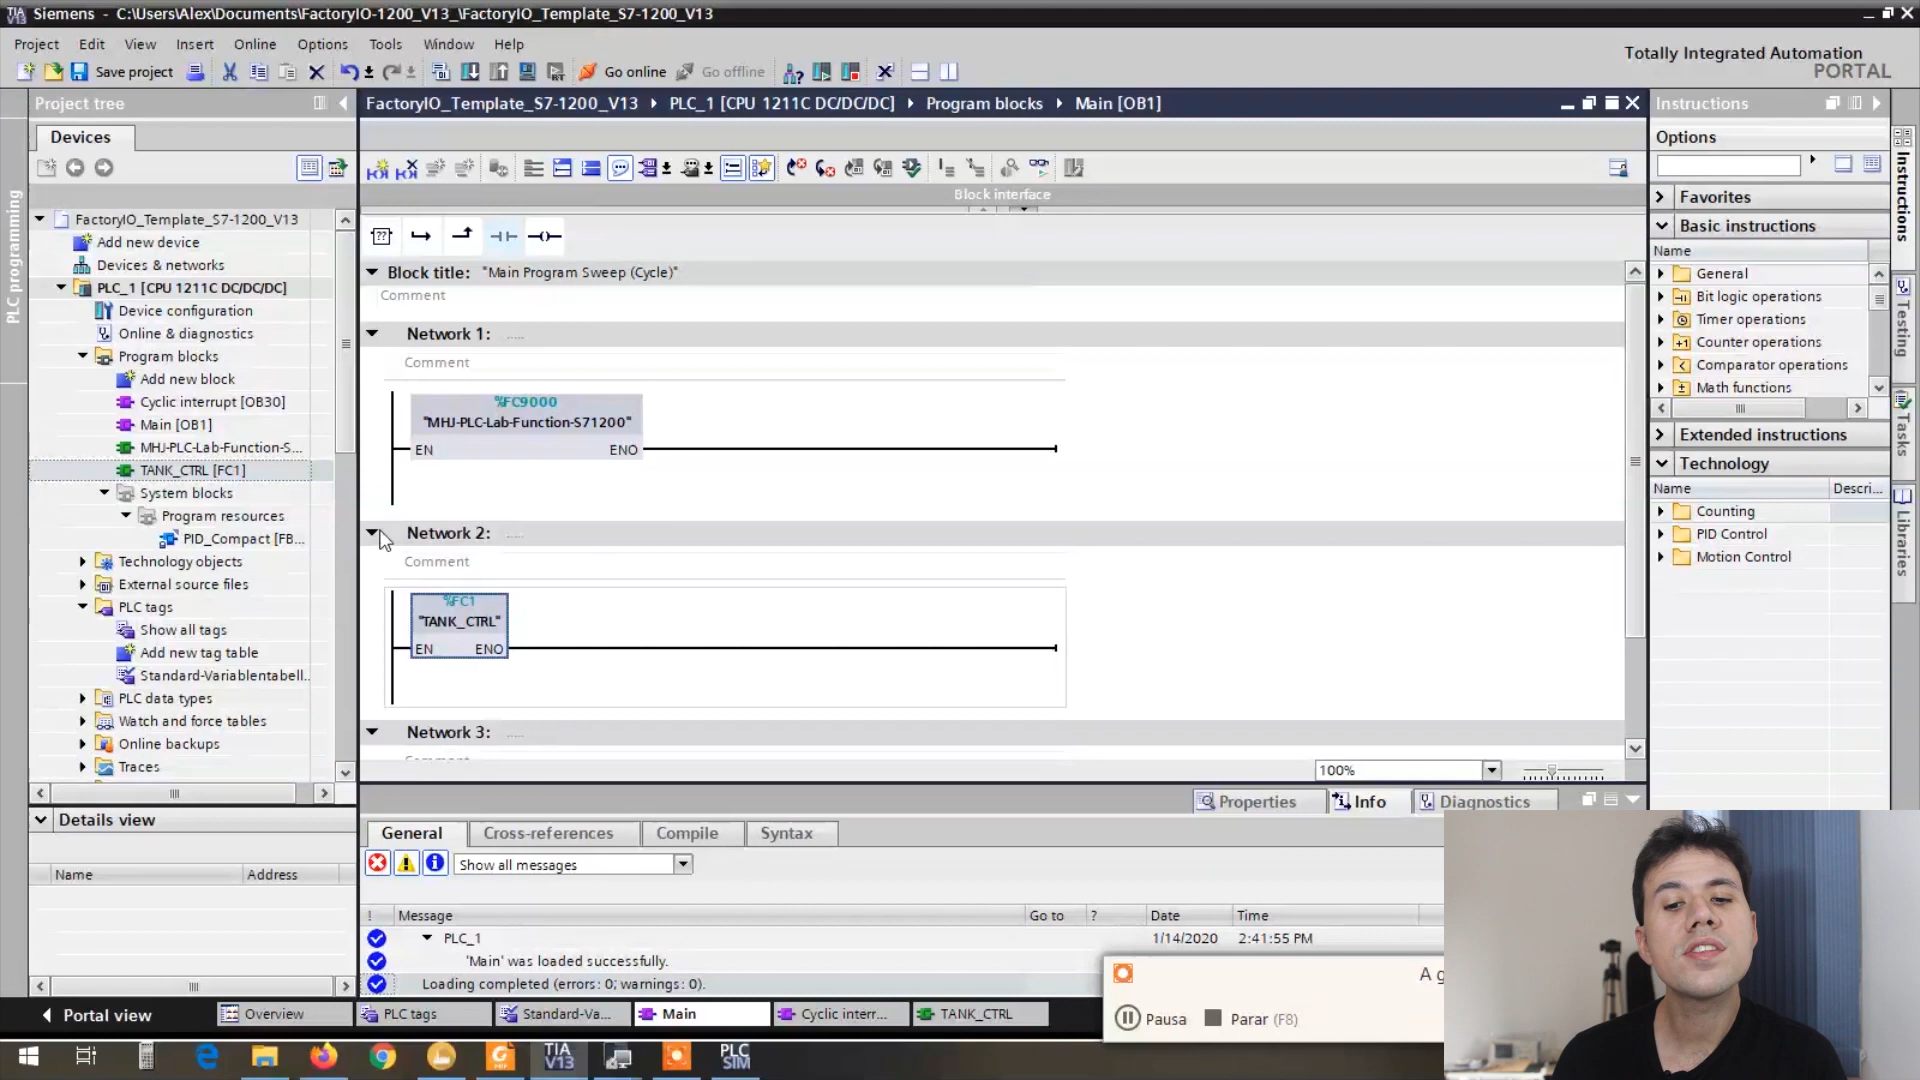 Siemens - C:\Users\Alex\Documents\FactoryIO-1200_V13_\FactoryIO_Template_S7-1200_V13
Project Edit View Insert Online Options Tools Window Help
Totally Integrated Automation
PORTAL
Save project
Go online
Go offline
Project tree
FactoryIO_Template_S7-1200_V13 PLC_1 [CPU 1211C DC/DC/DC] Program blocks Main [OB1]
Instructions
Devices
Options
PLC programming
Block interface
FactoryIO_Template_S7-1200_V13
Add new device
Devices & networks
PLC_1 [CPU 1211C DC/DC/DC]
Device configuration
Online & diagnostics
Program blocks
Add new block
Cyclic interrupt [OB30]
Main [OB1]
MHJ-PLC-Lab-Function-S...
TANK_CTRL [FC1]
System blocks
Program resources
PID_Compact [FB...
Technology objects
External source files
PLC tags
Show all tags
Add new tag table
Standard-Variablentabell...
PLC data types
Watch and force tables
Online backups
Traces
Details view
Name Address
Block title: "Main Program Sweep (Cycle)"
Comment
Network 1: .....
Comment
%FC9000
"MHJ-PLC-Lab-Function-S71200"
EN ENO
Network 2: .....
Comment
%FC1
"TANK_CTRL"
EN ENO
Network 3: .....
100%
Favorites
Basic instructions
Name
General
Bit logic operations
Timer operations
Counter operations
Comparator operations
Math functions
Extended instructions
Technology
Name Descri...
Counting
PID Control
Motion Control
Instructions
Testing
Tasks
Libraries
Properties Info Diagnostics
General Cross-references Compile Syntax
Show all messages
! Message Go to ? Date Time
PLC_1 1/14/2020 2:41:55 PM
'Main' was loaded successfully.
Loading completed (errors: 0; warnings: 0).
A g
Pausa Parar (F8)
Portal view Overview PLC tags Standard-Va... Main Cyclic interr... TANK_CTRL
TIA
V13
PLC
SIM